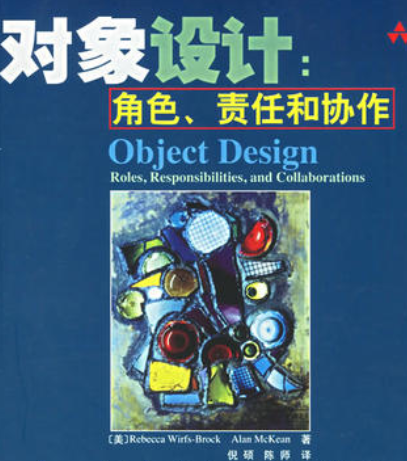 对象设计：
角色、责任和协作
Object Design
Roles, Responsibilities, and Collaborations
〔美〕Rebecca Wirfs-Brock Alan McKean 著
倪硕 陈师 译